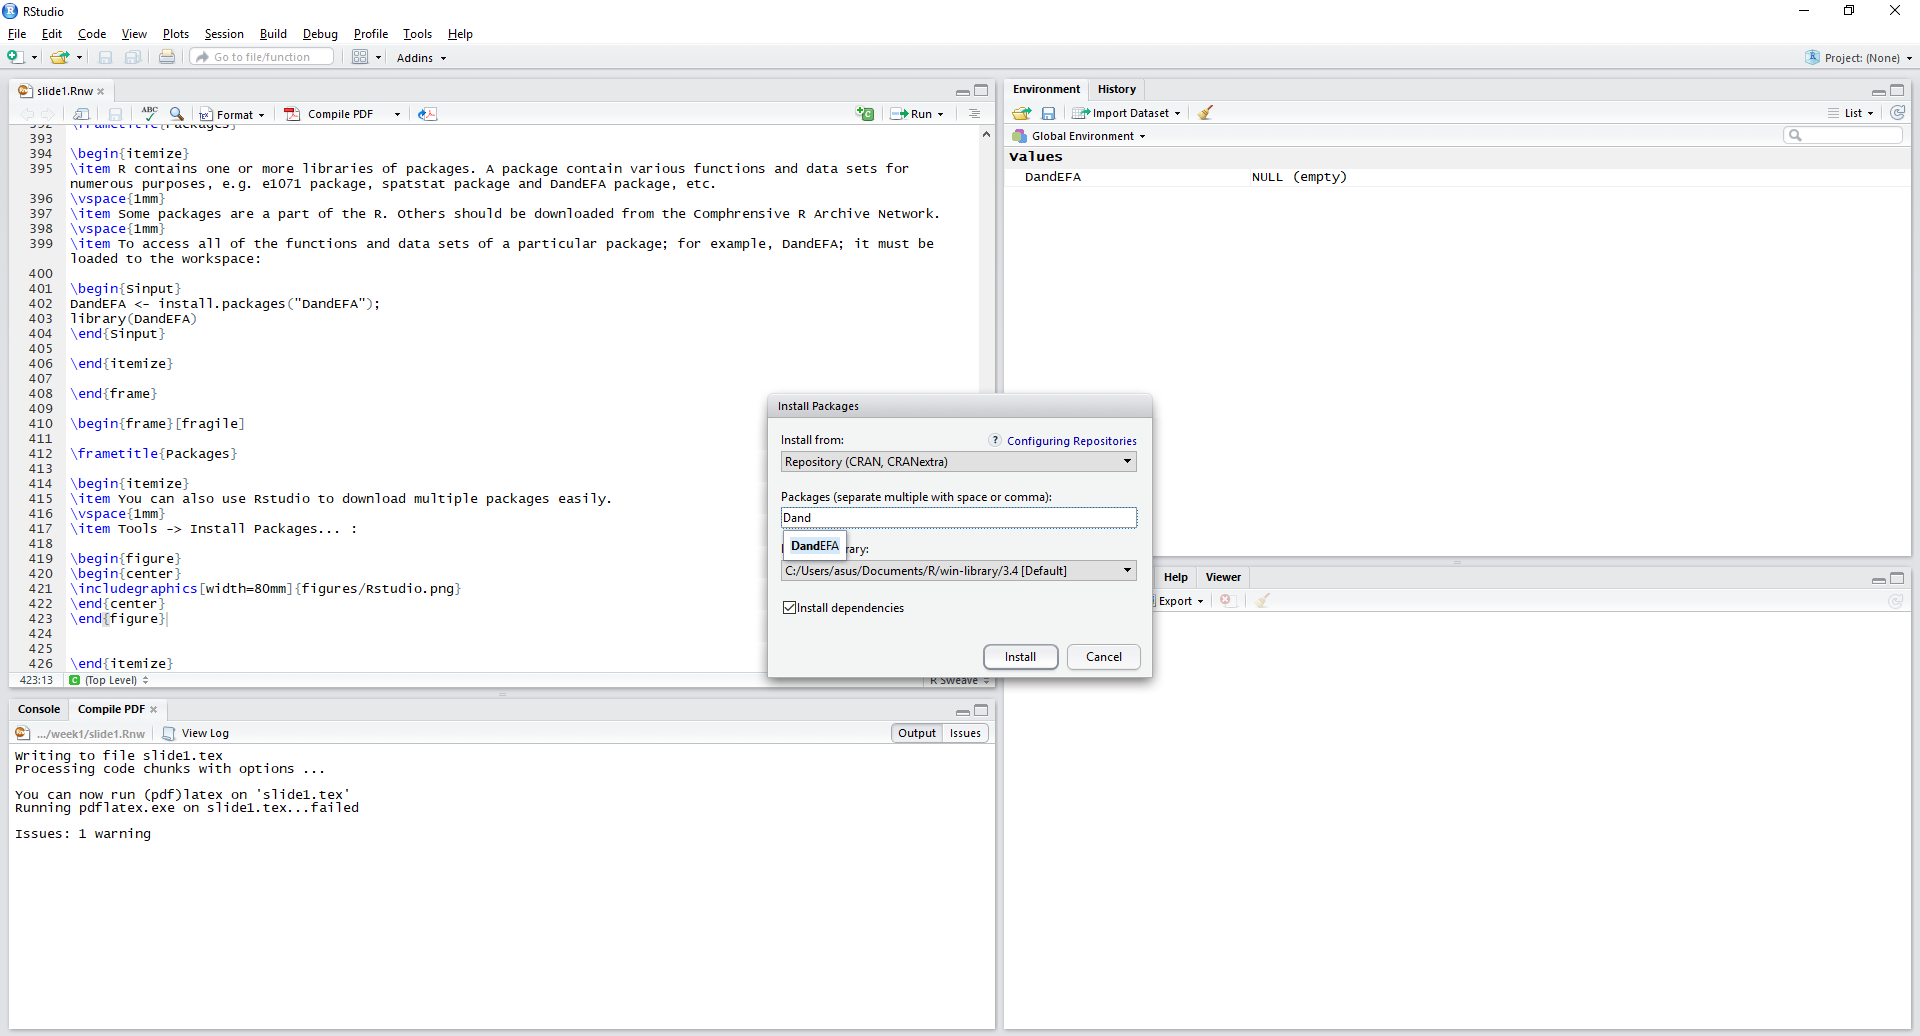 RStudio
File Edit Code View Plots Session Build Debug Profile Tools Help
Go to file/function
Addins
Project: (None)
slide1.Rnw
ABC
Format
Compile PDF
Run
393
394 \begin{itemize}
395 \item R contains one or more libraries of packages. A package contain various functions and data sets for
numerous purposes, e.g. e1071 package, spatstat package and DandEFA package, etc.
396 \vspace{1mm}
397 \item Some packages are a part of the R. Others should be downloaded from the Comphrensive R Archive Network.
398 \vspace{1mm}
399 \item To access all of the functions and data sets of a particular package; for example, DandEFA; it must be
loaded to the workspace:
400
401 \begin{Sinput}
402 DandEFA <- install.packages("DandEFA");
403 library(DandEFA)
404 \end{Sinput}
405
406 \end{itemize}
407
408 \end{frame}
409
410 \begin{frame}[fragile]
411
412 \frametitle{Packages}
413
414 \begin{itemize}
415 \item You can also use Rstudio to download multiple packages easily.
416 \vspace{1mm}
417 \item Tools -> Install Packages... :
418
419 \begin{figure}
420 \begin{center}
421 \includegraphics[width=80mm]{figures/Rstudio.png}
422 \end{center}
423 \end{figure}
424
425
426 \end{itemize}
423:13 (Top Level) R Sweave
Console Compile PDF
.../week1/slide1.Rnw View Log Output Issues
Writing to file slide1.tex
Processing code chunks with options ...
You can now run (pdf)latex on 'slide1.tex'
Running pdflatex.exe on slide1.tex...failed
Issues: 1 warning
Environment History
Import Dataset
List
Global Environment
Values
DandEFA NULL (empty)
Help Viewer
Export
Install Packages
Install from: ? Configuring Repositories
Repository (CRAN, CRANextra)
Packages (separate multiple with space or comma):
Dand
DandEFA
rary:
C:/Users/asus/Documents/R/win-library/3.4 [Default]
Install dependencies
Install Cancel